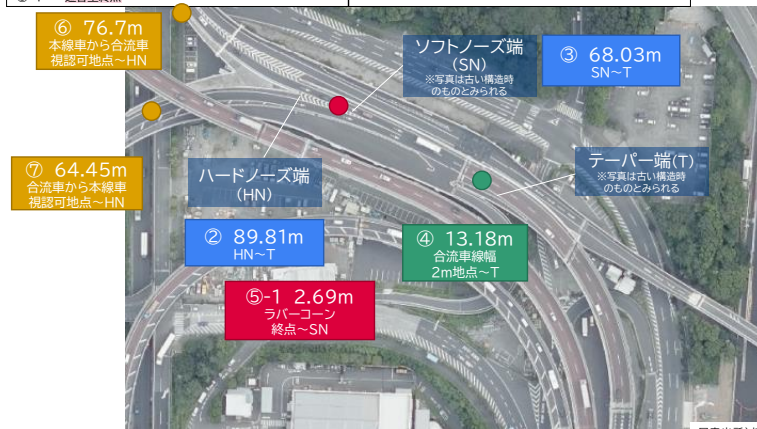 ⑥ 76.7m
本線車から合流車
視認可地点～HN
ソフトノーズ端
(SN)
※写真は古い構造時
のものとみられる
③ 68.03m
SN～T
⑦ 64.45m
合流車から本線車
視認可地点～HN
ハードノーズ端
(HN)
テーパー端(T)
※写真は古い構造時
のものとみられる
② 89.81m
HN～T
④ 13.18m
合流車線幅
2m地点～T
⑤-1 2.69m
ラバーコーン
終点～SN